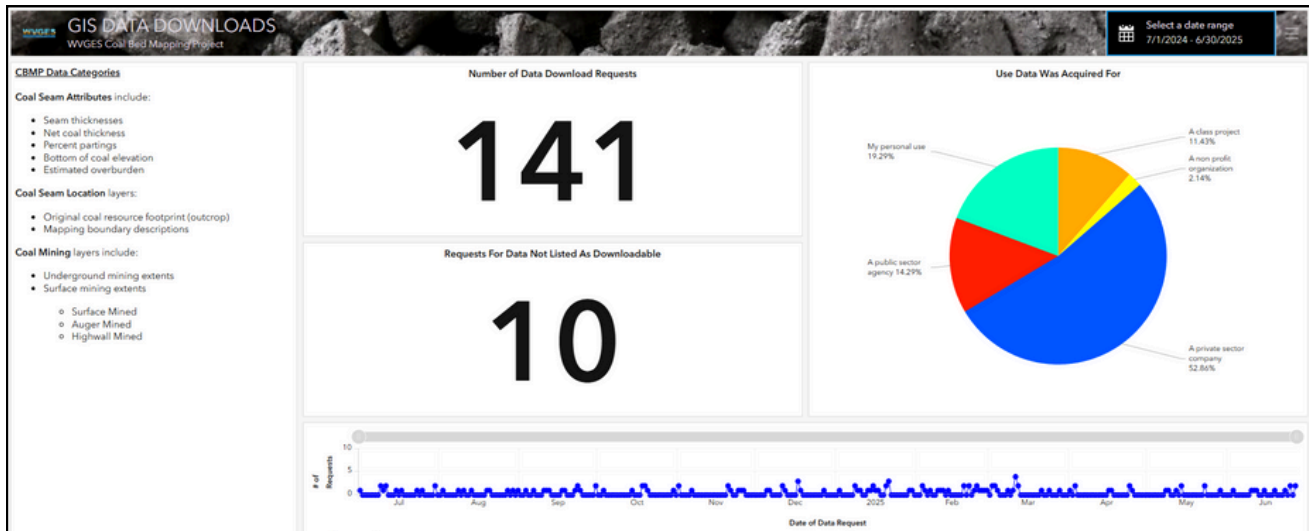 WVGES
GIS DATA DOWNLOADS
WVGES Coal Bed Mapping Project
Select a date range
7/1/2024 - 6/30/2025
CBMP Data Categories
Coal Seam Attributes include:
Seam thicknesses
Net coal thickness
Percent partings
Bottom of coal elevation
Estimated overburden
Coal Seam Location layers:
Original coal resource footprint (outcrop)
Mapping boundary descriptions
Coal Mining layers include:
Underground mining extents
Surface mining extents
Surface Mined
Auger Mined
Highwall Mined
Number of Data Download Requests
141
Requests For Data Not Listed As Downloadable
10
Use Data Was Acquired For
My personal use
19.29%
A class project
11.43%
A non profit
organization
2.14%
A public sector
agency 14.29%
A private sector
company
52.86%
# of
Requests
10
5
0
Jul Aug Sep Oct Nov Dec 2025 Feb Mar Apr May Jun
Date of Data Request